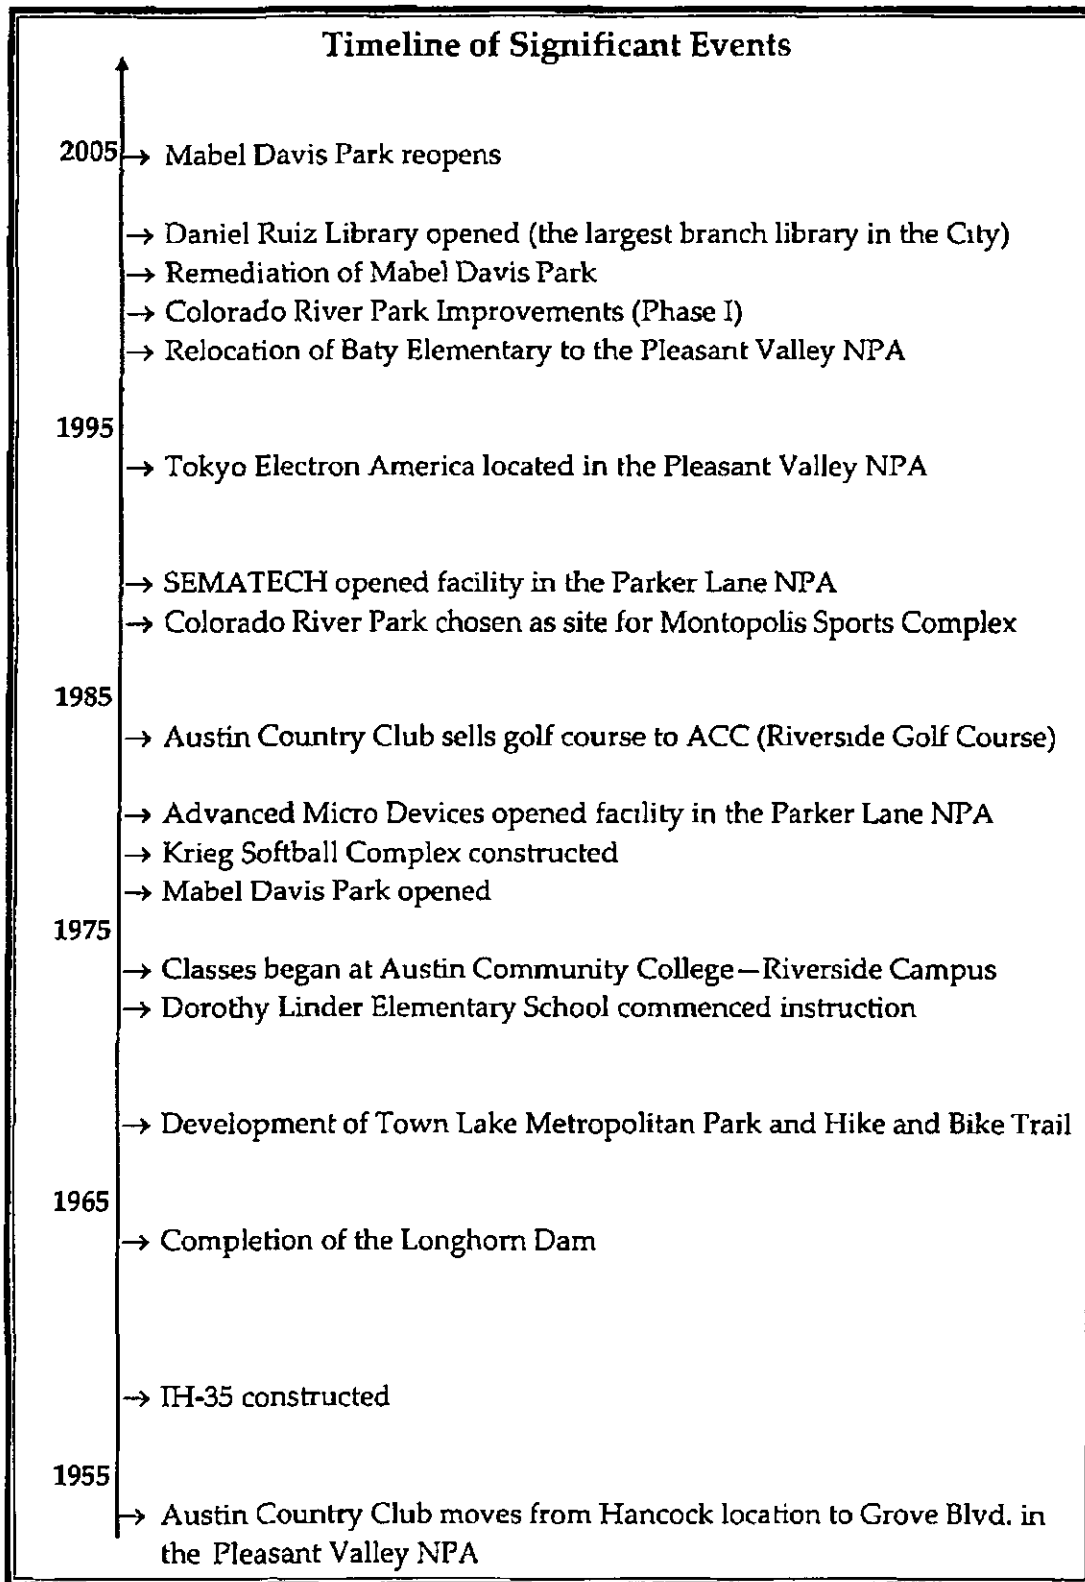 Timeline of Significant Events
2005 → Mabel Davis Park reopens
→ Daniel Ruiz Library opened (the largest branch library in the City)
→ Remediation of Mabel Davis Park
→ Colorado River Park Improvements (Phase I)
→ Relocation of Baty Elementary to the Pleasant Valley NPA
1995
→ Tokyo Electron America located in the Pleasant Valley NPA
→ SEMATECH opened facility in the Parker Lane NPA
→ Colorado River Park chosen as site for Montopolis Sports Complex
1985
→ Austin Country Club sells golf course to ACC (Riverside Golf Course)
→ Advanced Micro Devices opened facility in the Parker Lane NPA
→ Krieg Softball Complex constructed
→ Mabel Davis Park opened
1975
→ Classes began at Austin Community College—Riverside Campus
→ Dorothy Linder Elementary School commenced instruction
→ Development of Town Lake Metropolitan Park and Hike and Bike Trail
1965
→ Completion of the Longhorn Dam
→ IH-35 constructed
1955
→ Austin Country Club moves from Hancock location to Grove Blvd. in
the Pleasant Valley NPA